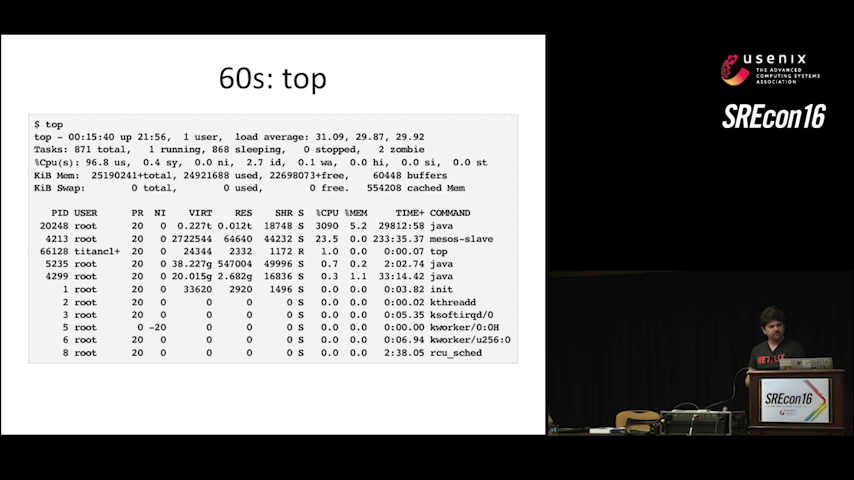 60s: top
$ top
top - 00:15:40 up 21:56, 1 user, load average: 31.09, 29.87, 29.92
Tasks: 871 total, 1 running, 868 sleeping, 0 stopped, 2 zombie
%Cpu(s): 96.8 us, 0.4 sy, 0.0 ni, 2.7 id, 0.1 wa, 0.0 hi, 0.0 si, 0.0 st
KiB Mem: 25190241+total, 24921688 used, 22698073+free, 60448 buffers
KiB Swap: 0 total, 0 used, 0 free. 554208 cached Mem
PID USER PR NI VIRT RES SHR S %CPU %MEM TIME+ COMMAND
20248 root 20 0 0.227t 0.012t 18748 S 3090 5.2 29812:58 java
4213 root 20 0 2722544 64640 44232 S 23.5 0.0 233:35.37 mesos-slave
66128 titancl+ 20 0 24344 2332 1172 R 1.0 0.0 0:00.07 top
5235 root 20 0 38.227g 547004 49996 S 0.7 0.2 2:02.74 java
4299 root 20 0 20.015g 2.682g 16836 S 0.3 1.1 33:14.42 java
1 root 20 0 33620 2920 1496 S 0.0 0.0 0:03.82 init
2 root 20 0 0 0 0 S 0.0 0.0 0:00.02 kthreadd
3 root 20 0 0 0 0 S 0.0 0.0 0:05.35 ksoftirqd/0
5 root 0 -20 0 0 0 S 0.0 0.0 0:00.00 kworker/0:0H
6 root 20 0 0 0 0 S 0.0 0.0 0:06.94 kworker/u256:0
8 root 20 0 0 0 0 S 0.0 0.0 2:38.05 rcu_sched
usenix
THE ADVANCED
COMPUTING SYSTEMS
ASSOCIATION
SREcon16
NETFLIX
SREcon16